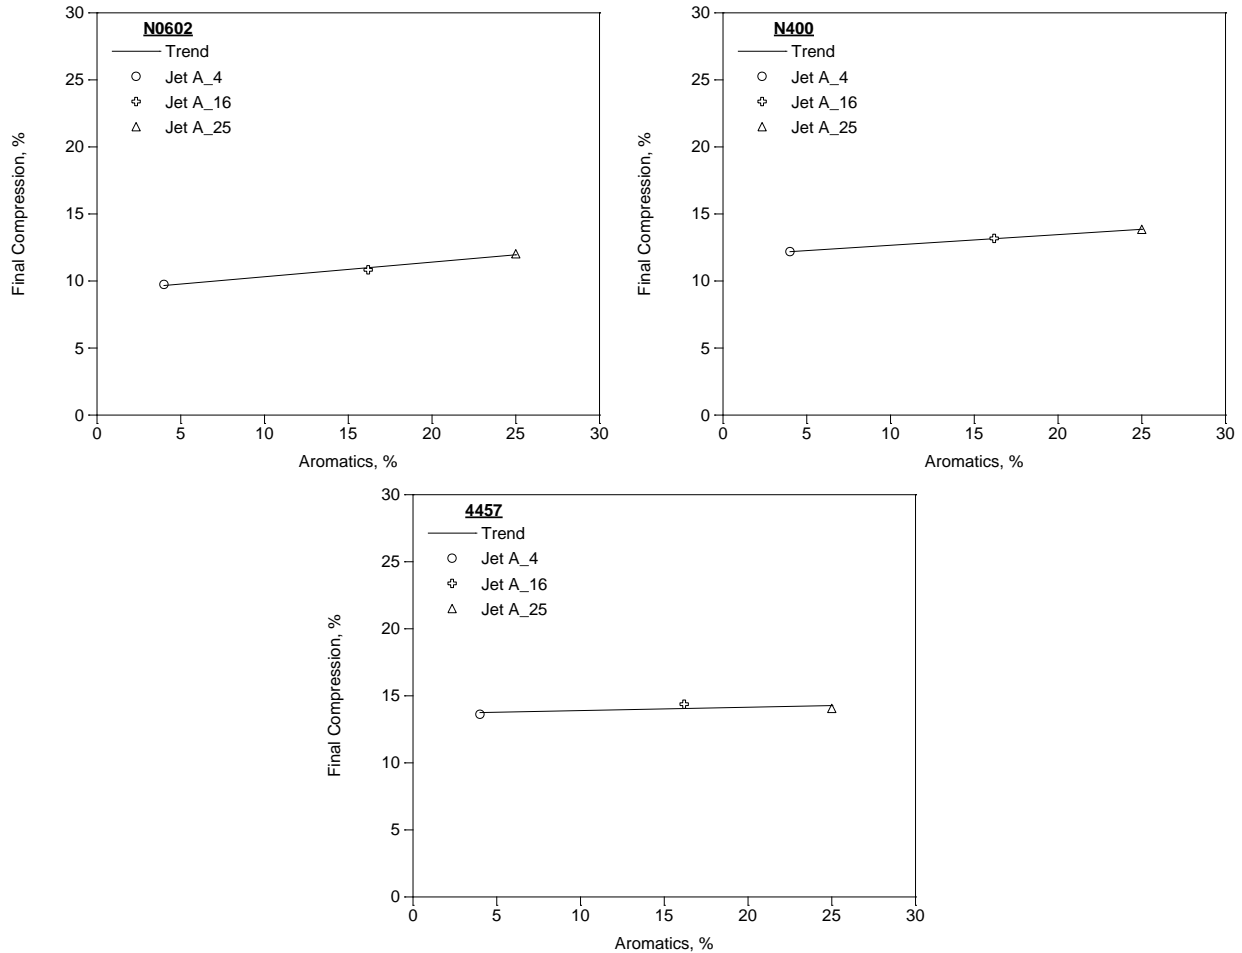 N0602
Trend
Jet A_4
Jet A_16
Jet A_25
30
25
20
15
10
5
0
Final Compression, %
0 5 10 15 20 25 30
Aromatics, %
N400
Trend
Jet A_4
Jet A_16
Jet A_25
30
25
20
15
10
5
0
Final Compression, %
0 5 10 15 20 25 30
Aromatics, %
4457
Trend
Jet A_4
Jet A_16
Jet A_25
30
25
20
15
10
5
0
Final Compression, %
0 5 10 15 20 25 30
Aromatics, %